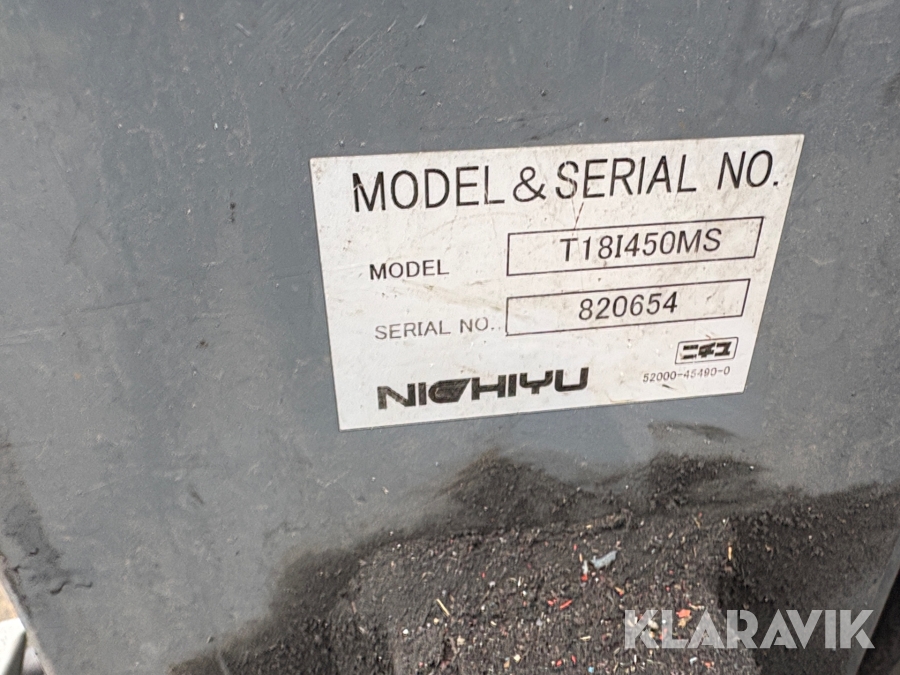 MODEL & SERIAL NO.
MODEL T18I450MS
SERIAL NO. 820654
ニチユ
NICHIYU 52000-45490-0
KLARAVIK